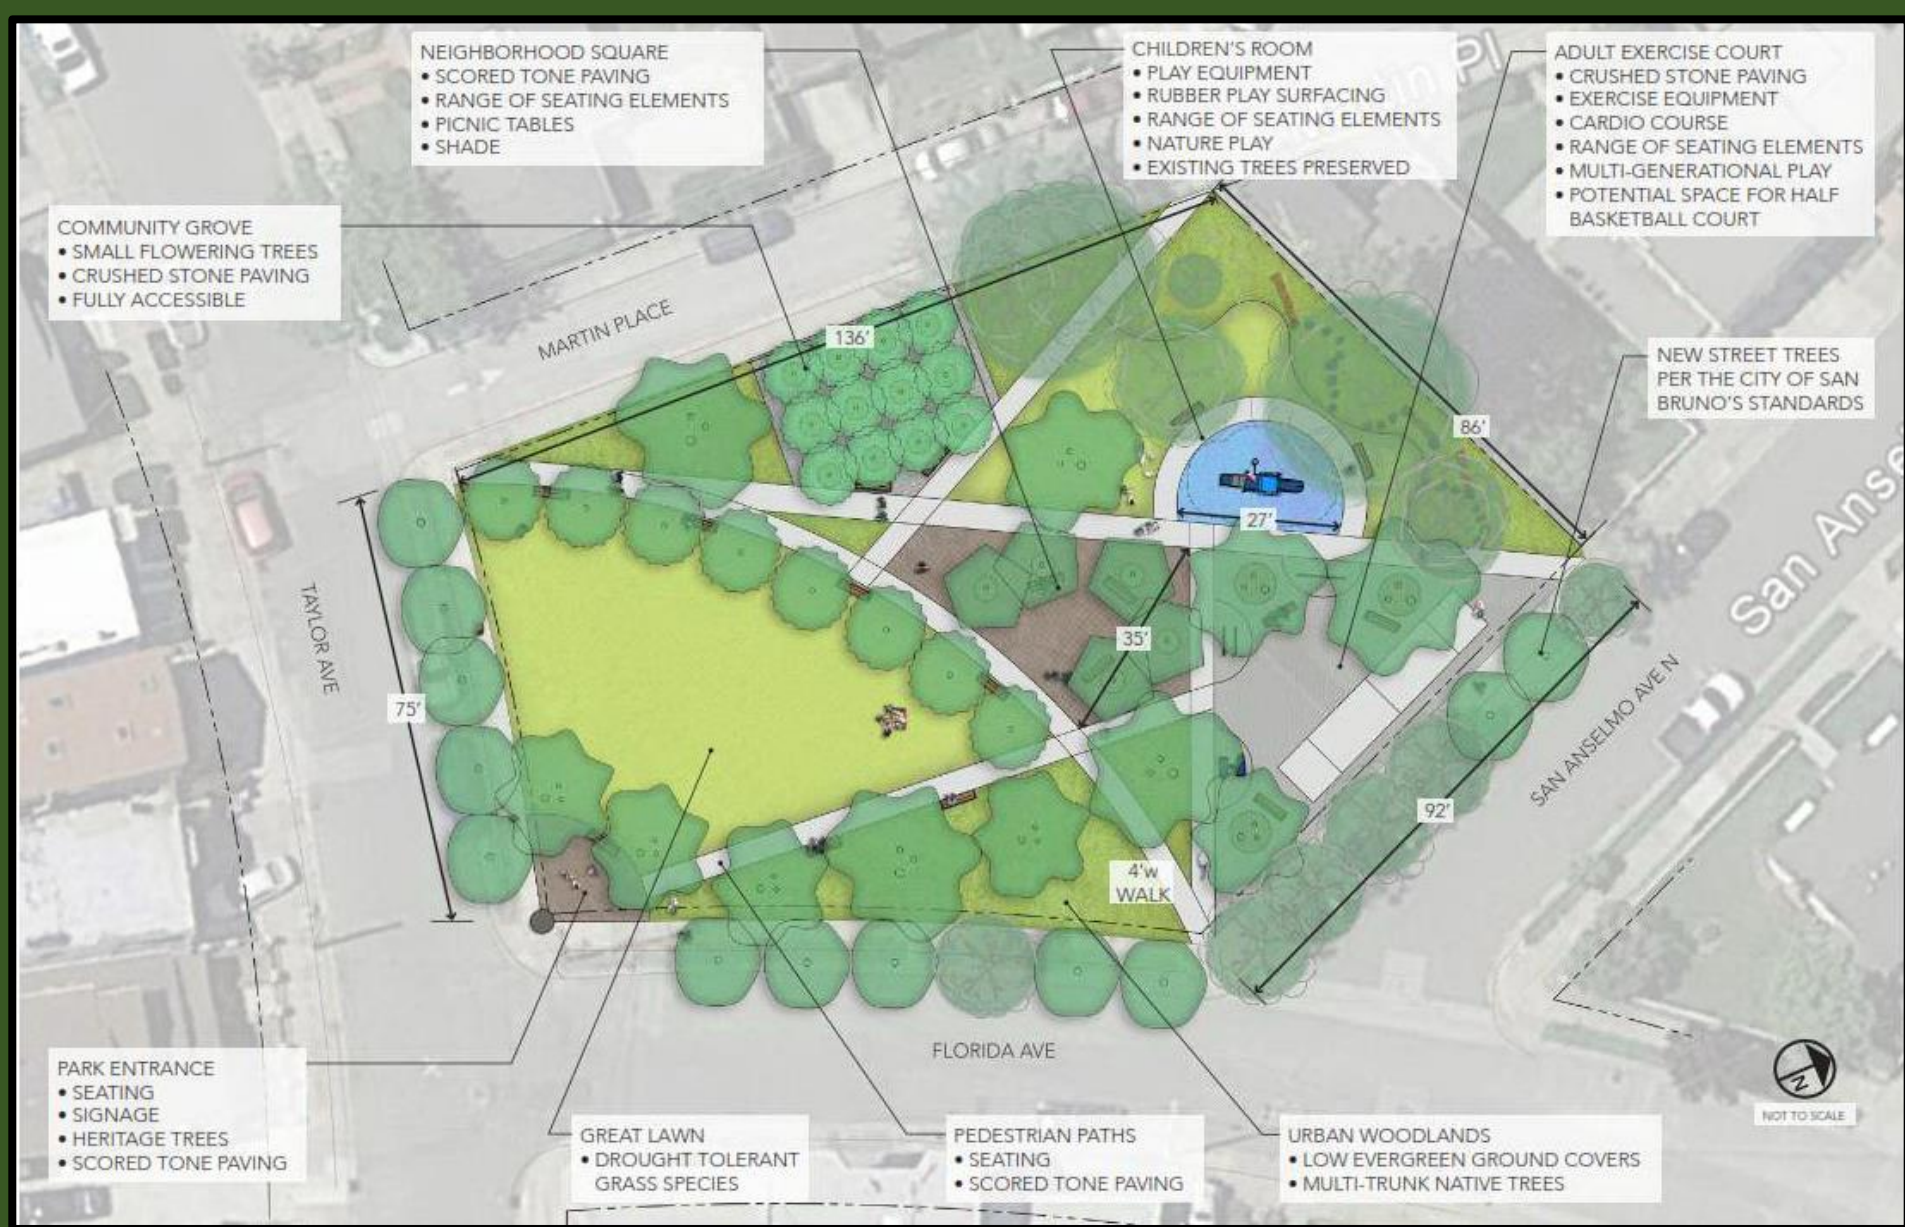 NEIGHBORHOOD SQUARE
• SCORED TONE PAVING
• RANGE OF SEATING ELEMENTS
• PICNIC TABLES
• SHADE
CHILDREN'S ROOM
• PLAY EQUIPMENT
• RUBBER PLAY SURFACING
• RANGE OF SEATING ELEMENTS
• NATURE PLAY
• EXISTING TREES PRESERVED
ADULT EXERCISE COURT
• CRUSHED STONE PAVING
• EXERCISE EQUIPMENT
• CARDIO COURSE
• RANGE OF SEATING ELEMENTS
• MULTI-GENERATIONAL PLAY
• POTENTIAL SPACE FOR HALF
BASKETBALL COURT
COMMUNITY GROVE
• SMALL FLOWERING TREES
• CRUSHED STONE PAVING
• FULLY ACCESSIBLE
MARTIN PLACE
136'
NEW STREET TREES
PER THE CITY OF SAN
BRUNO'S STANDARDS
86'
27'
San Anse
TAYLOR AVE
35'
75'
SAN ANSELMO AVE N
92'
4'w
WALK
FLORIDA AVE
PARK ENTRANCE
• SEATING
• SIGNAGE
• HERITAGE TREES
• SCORED TONE PAVING
GREAT LAWN
• DROUGHT TOLERANT
GRASS SPECIES
PEDESTRIAN PATHS
• SEATING
• SCORED TONE PAVING
URBAN WOODLANDS
• LOW EVERGREEN GROUND COVERS
• MULTI-TRUNK NATIVE TREES
N
NOT TO SCALE